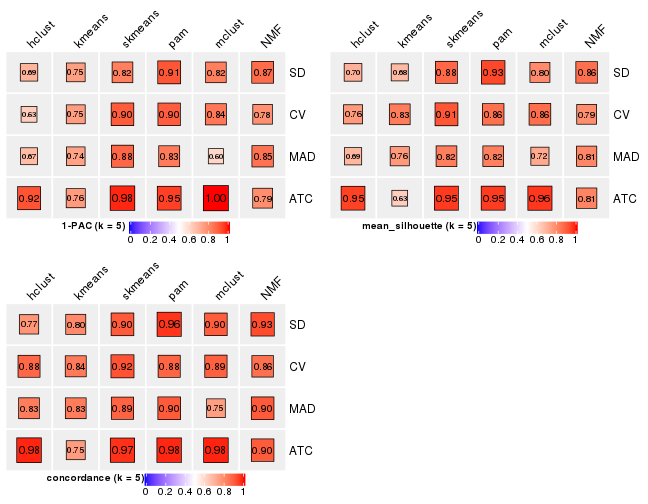 hclust kmeans skmeans pam mclust NMF
0.69 0.75 0.82 0.91 0.82 0.87 SD
0.63 0.75 0.90 0.90 0.84 0.78 CV
0.67 0.74 0.88 0.83 0.60 0.85 MAD
0.92 0.76 0.98 0.95 1.00 0.79 ATC
1-PAC (k = 5)
0 0.2 0.4 0.6 0.8 1
hclust kmeans skmeans pam mclust NMF
0.70 0.68 0.88 0.93 0.80 0.86 SD
0.76 0.83 0.91 0.86 0.86 0.79 CV
0.69 0.76 0.82 0.82 0.72 0.81 MAD
0.95 0.63 0.95 0.95 0.96 0.81 ATC
mean_silhouette (k = 5)
0 0.2 0.4 0.6 0.8 1
hclust kmeans skmeans pam mclust NMF
0.77 0.80 0.90 0.96 0.90 0.93 SD
0.88 0.84 0.92 0.88 0.89 0.86 CV
0.83 0.83 0.89 0.90 0.75 0.90 MAD
0.98 0.75 0.97 0.98 0.98 0.90 ATC
concordance (k = 5)
0 0.2 0.4 0.6 0.8 1